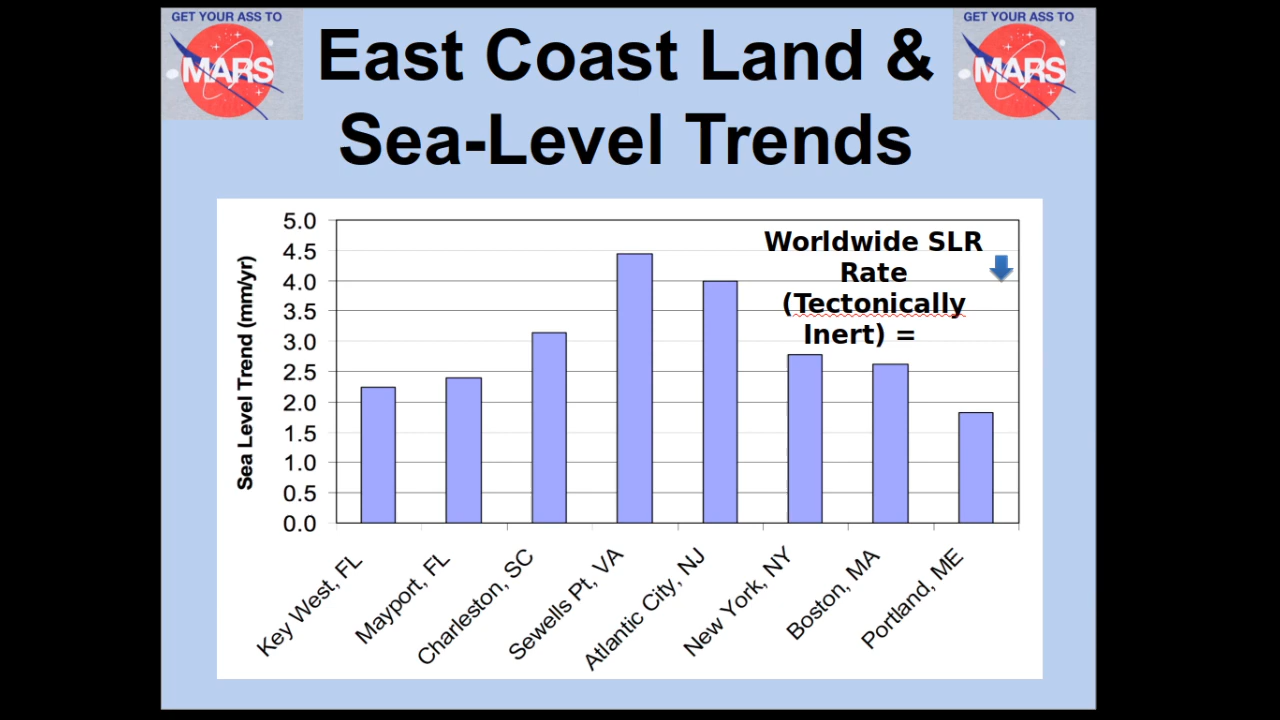 GET YOUR ASS TO
MARS
East Coast Land &
Sea-Level Trends
GET YOUR ASS TO
MARS
Sea Level Trend (mm/yr)
5.0
4.5
4.0
3.5
3.0
2.5
2.0
1.5
1.0
0.5
0.0
Worldwide SLR
Rate
(Tectonically
Inert) =
Key West, FL
Mayport, FL
Charleston, SC
Sewells Pt, VA
Atlantic City, NJ
New York, NY
Boston, MA
Portland, ME